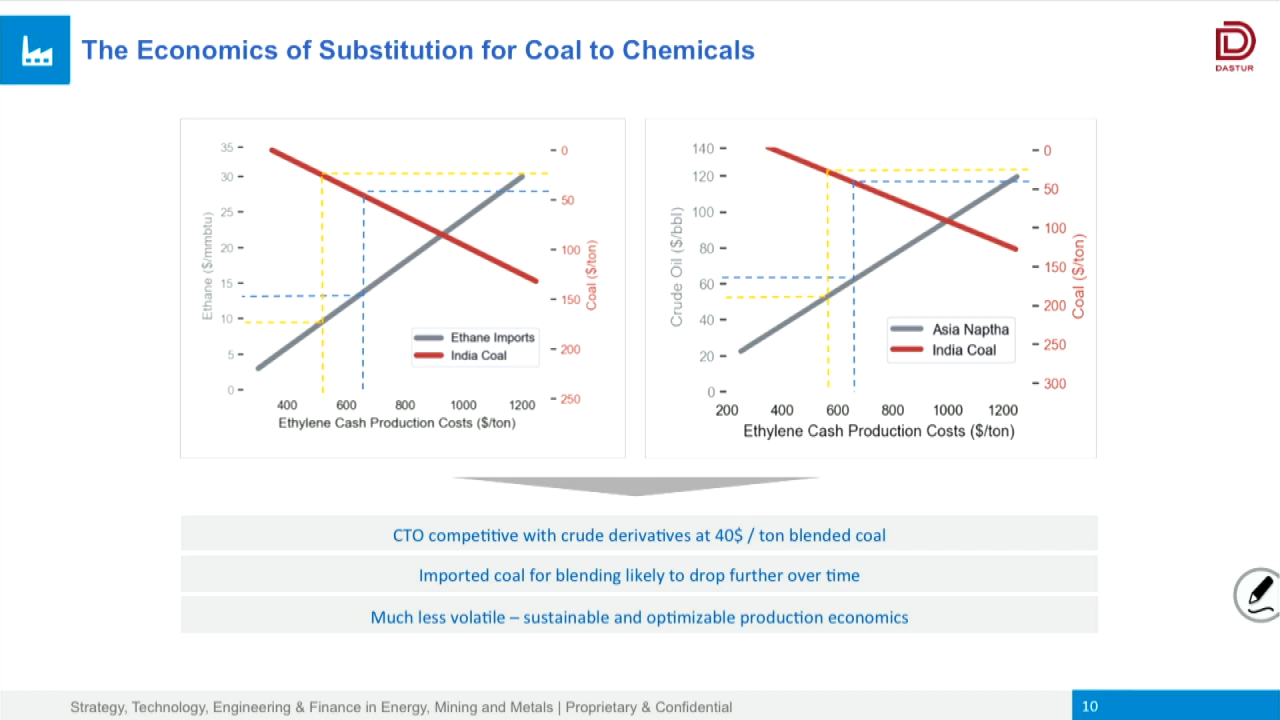 The Economics of Substitution for Coal to Chemicals
DASTUR
35
30
25
20
15
10
5
0
Ethane ($/mmbtu)
0
50
100
150
200
250
Coal ($/ton)
Ethane Imports
India Coal
400 600 800 1000 1200
Ethylene Cash Production Costs ($/ton)
140
120
100
80
60
40
20
0
Crude Oil ($/bbl)
0
50
100
150
200
250
300
Coal ($/ton)
Asia Naptha
India Coal
200 400 600 800 1000 1200
Ethylene Cash Production Costs ($/ton)
CTO competitive with crude derivatives at 40$ / ton blended coal
Imported coal for blending likely to drop further over time
Much less volatile – sustainable and optimizable production economics
Strategy, Technology, Engineering & Finance in Energy, Mining and Metals | Proprietary & Confidential
10